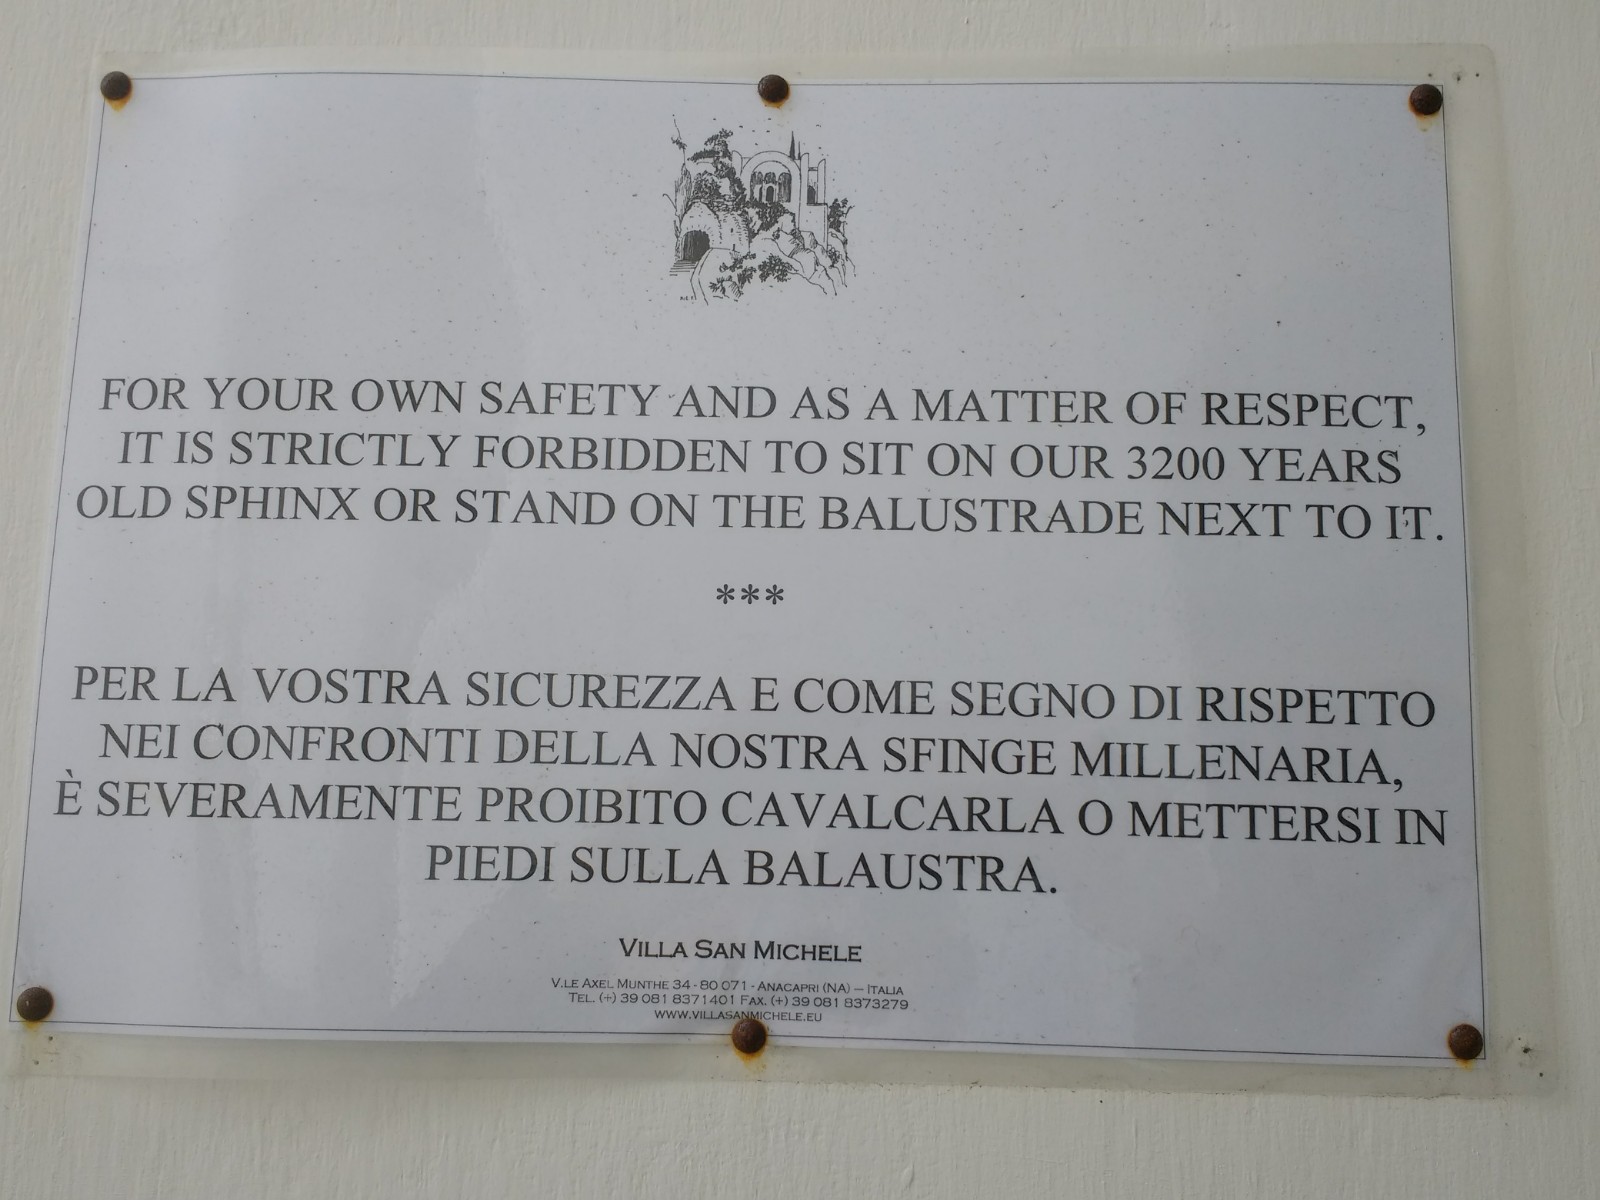 FOR YOUR OWN SAFETY AND AS A MATTER OF RESPECT,
IT IS STRICTLY FORBIDDEN TO SIT ON OUR 3200 YEARS
OLD SPHINX OR STAND ON THE BALUSTRADE NEXT TO IT.
***
PER LA VOSTRA SICUREZZA E COME SEGNO DI RISPETTO
NEI CONFRONTI DELLA NOSTRA SFINGE MILLENARIA,
È SEVERAMENTE PROIBITO CAVALCARLA O METTERSI IN
PIEDI SULLA BALAUSTRA.
VILLA SAN MICHELE
V.LE AXEL MUNTHE 34 - 80 071 - ANACAPRI (NA) – ITALIA
TEL. (+) 39 081 8371401 FAX. (+) 39 081 8373279
WWW.VILLASANMICHELE.EU